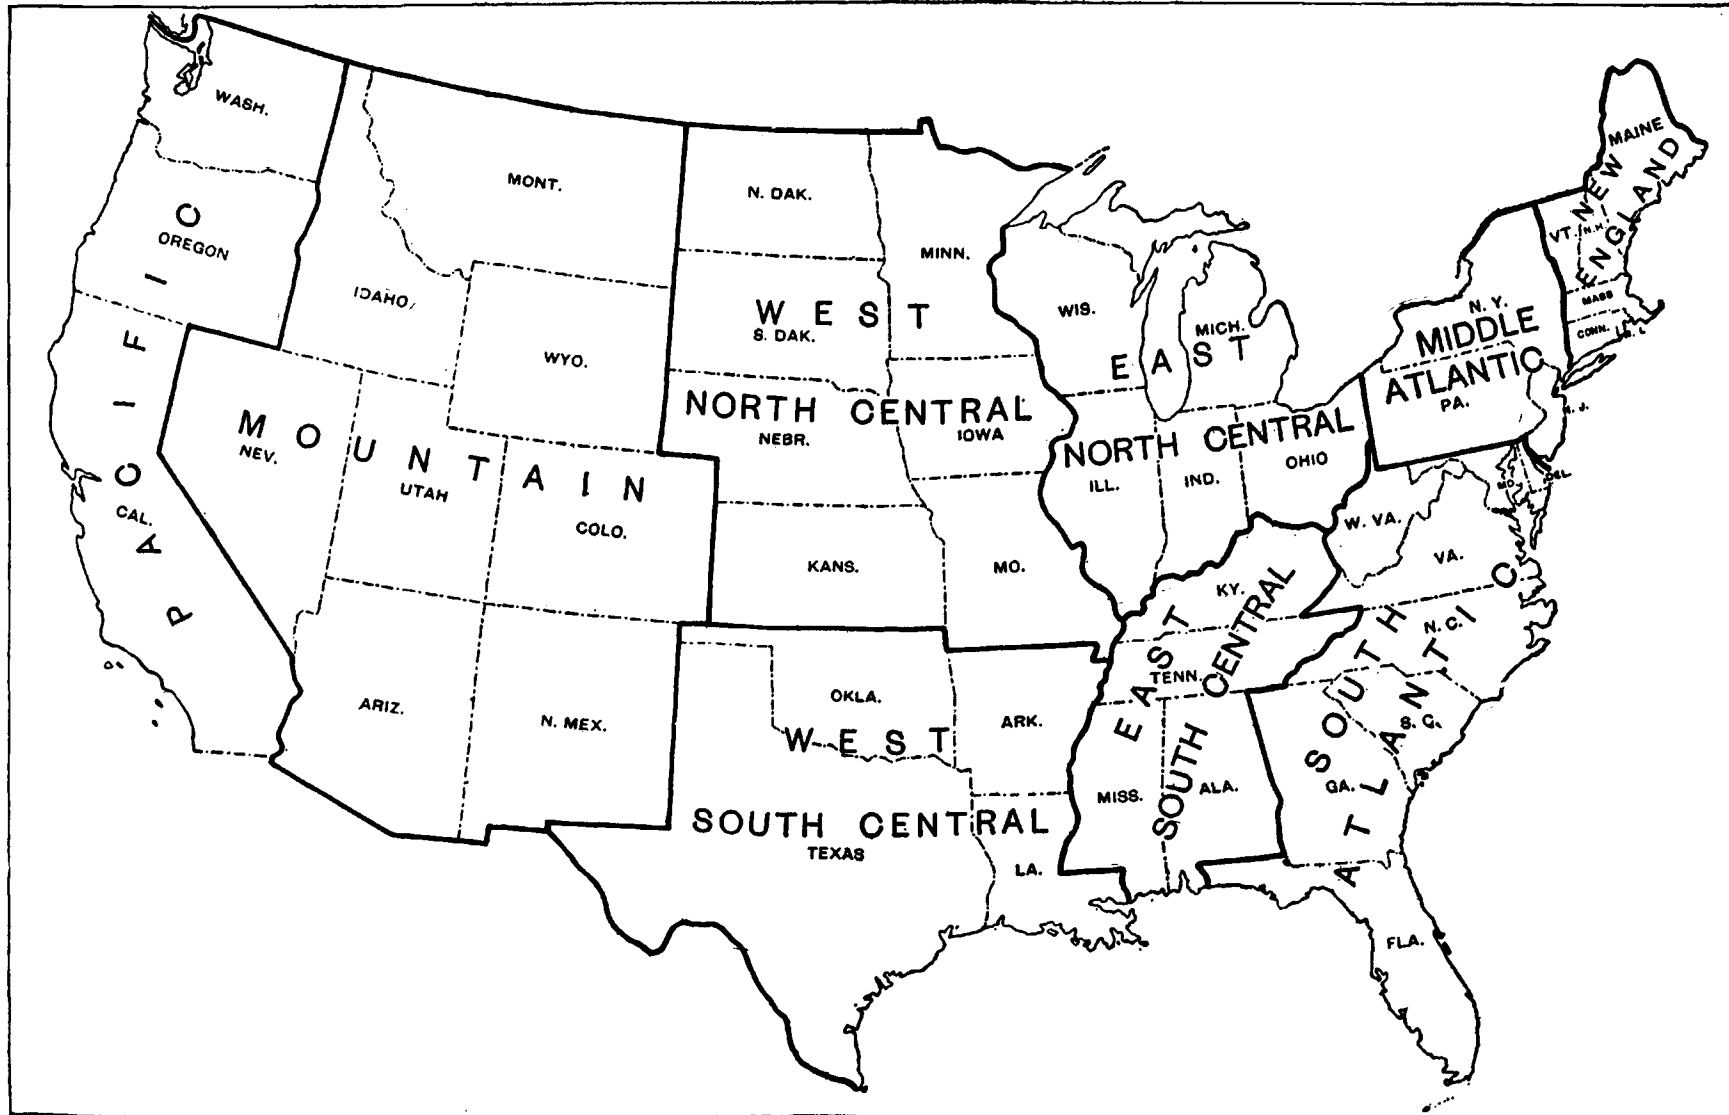 WASH.
OREGON
CAL.
PACIFIC
MONT.
IDAHO
WYO.
NEV.
UTAH
COLO.
ARIZ.
N. MEX.
MOUNTAIN
N. DAK.
S. DAK.
MINN.
NEBR.
IOWA
KANS.
MO.
WEST
NORTH CENTRAL
WIS.
MICH.
ILL.
IND.
OHIO
EAST
NORTH CENTRAL
OKLA.
ARK.
TEXAS
LA.
WEST
SOUTH CENTRAL
KY.
TENN.
MISS.
ALA.
EAST
SOUTH CENTRAL
W. VA.
VA.
MD.
DEL.
N. C.
S. C.
GA.
FLA.
SOUTH
ATLANTIC
N. Y.
PA.
N. J.
MIDDLE
ATLANTIC
MAINE
VT.
N.H.
MASS
CONN.
R. I.
NEW
ENGLAND